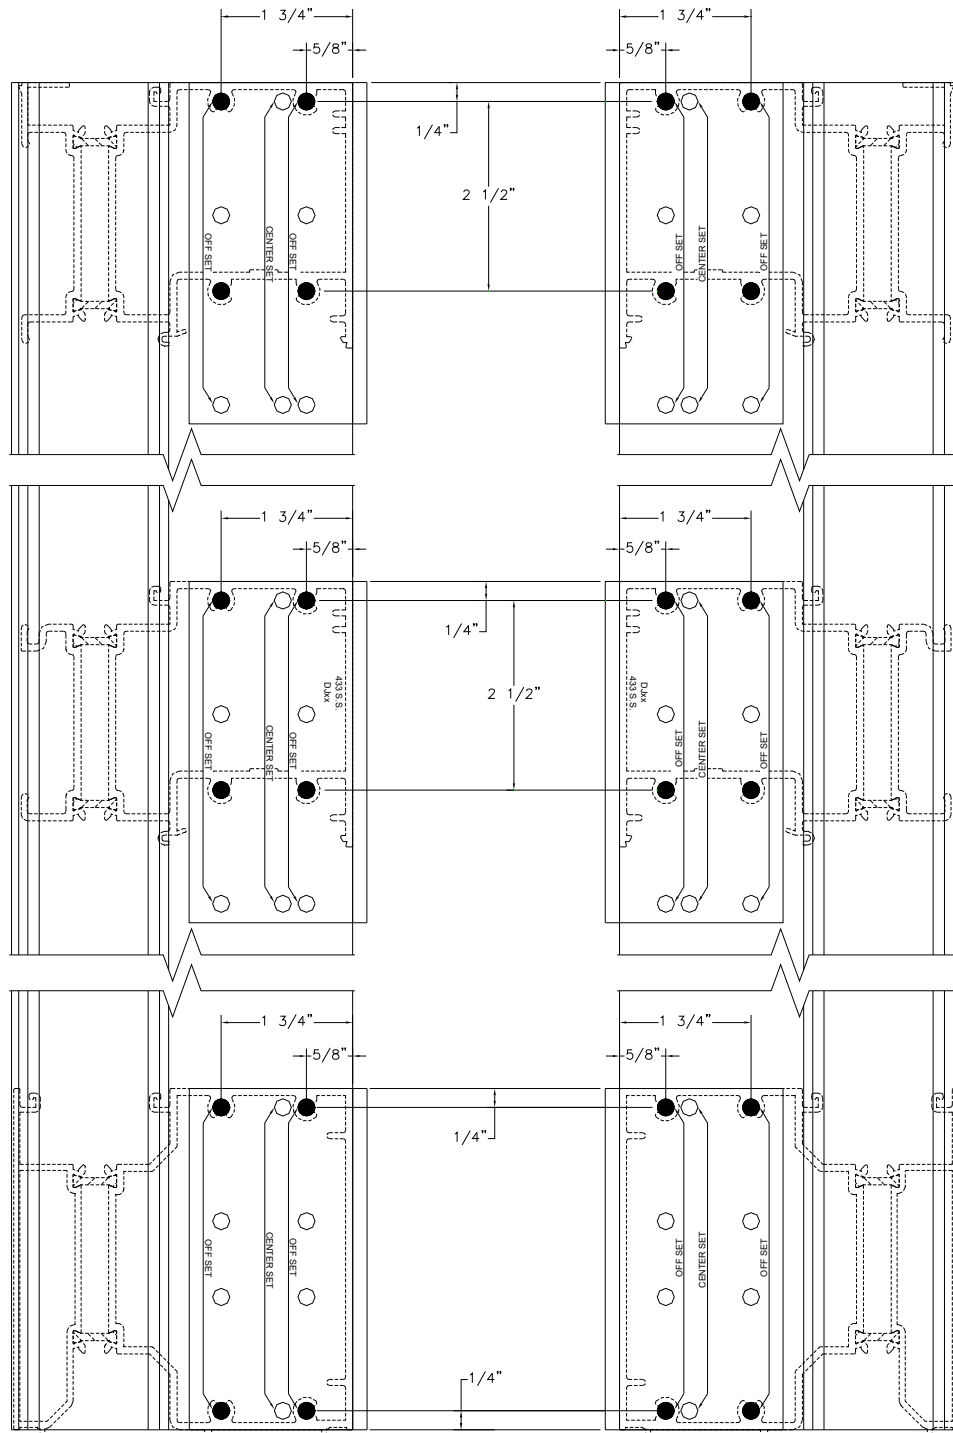 1 3/4" 1 3/4"
5/8" 5/8"
1/4"
2 1/2"
OFF SET CENTER SET OFF SET OFF SET CENTER SET OFF SET
1 3/4" 1 3/4"
5/8" 5/8"
1/4"
433 S.S. DJxx DJxx 433 S.S.
2 1/2"
OFF SET CENTER SET OFF SET OFF SET CENTER SET OFF SET
1 3/4" 1 3/4"
5/8" 5/8"
1/4"
OFF SET CENTER SET OFF SET OFF SET CENTER SET OFF SET
1/4"